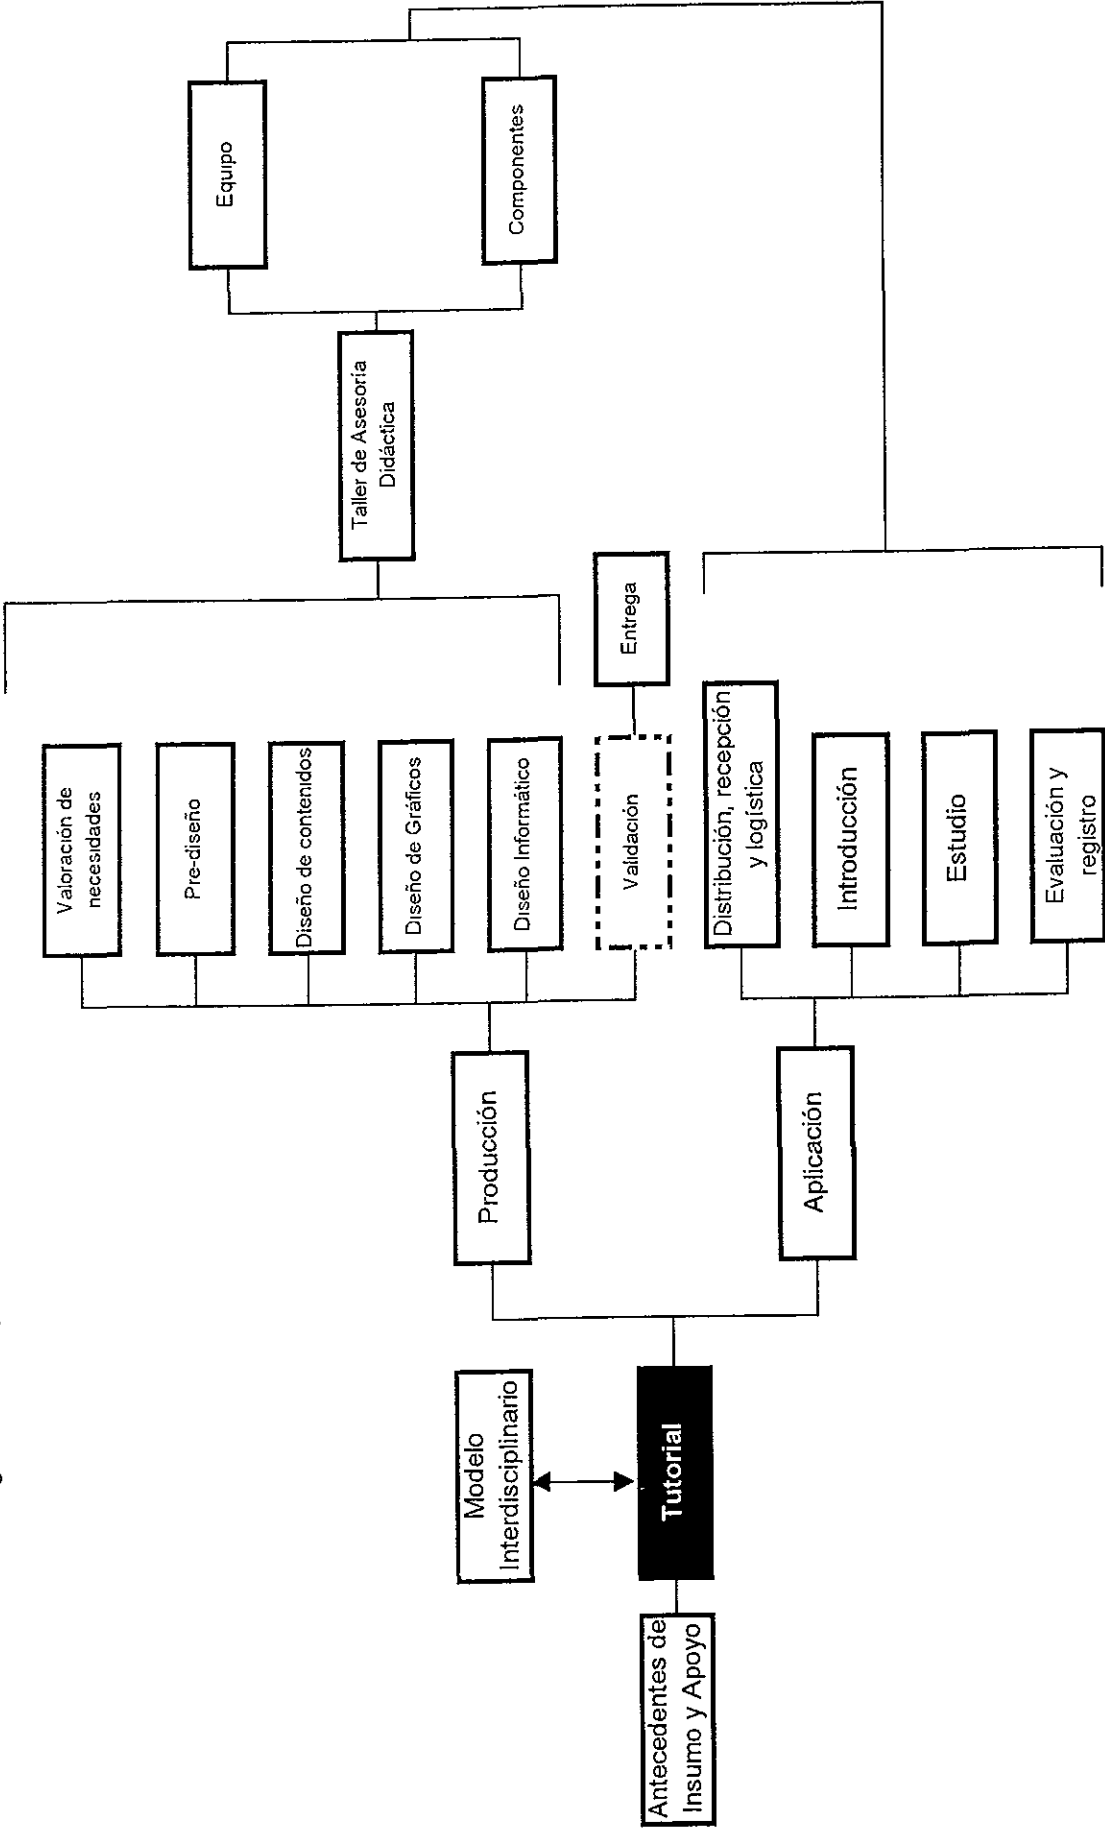 Antecedentes de
Insumo y Apoyo
Modelo
Interdisciplinario
Tutorial
Producción
Aplicación
Valoración de
necesidades
Pre-diseño
Diseño de contenidos
Diseño de Gráficos
Diseño Informático
Validación
Entrega
Distribución, recepción
y logística
Introducción
Estudio
Evaluación y
registro
Taller de Asesoría
Didáctica
Equipo
Componentes